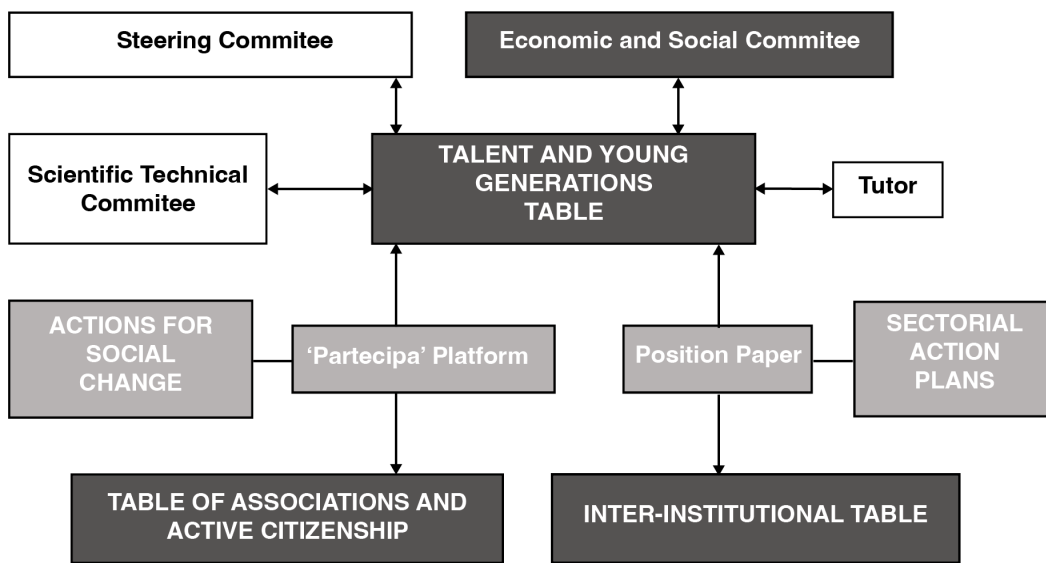 Steering Commitee
Economic and Social Commitee
Scientific Technical
Commitee
TALENT AND YOUNG
GENERATIONS
TABLE
Tutor
ACTIONS FOR
SOCIAL
CHANGE
‘Partecipa’ Platform
Position Paper
SECTORIAL
ACTION
PLANS
TABLE OF ASSOCIATIONS AND
ACTIVE CITIZENSHIP
INTER-INSTITUTIONAL TABLE